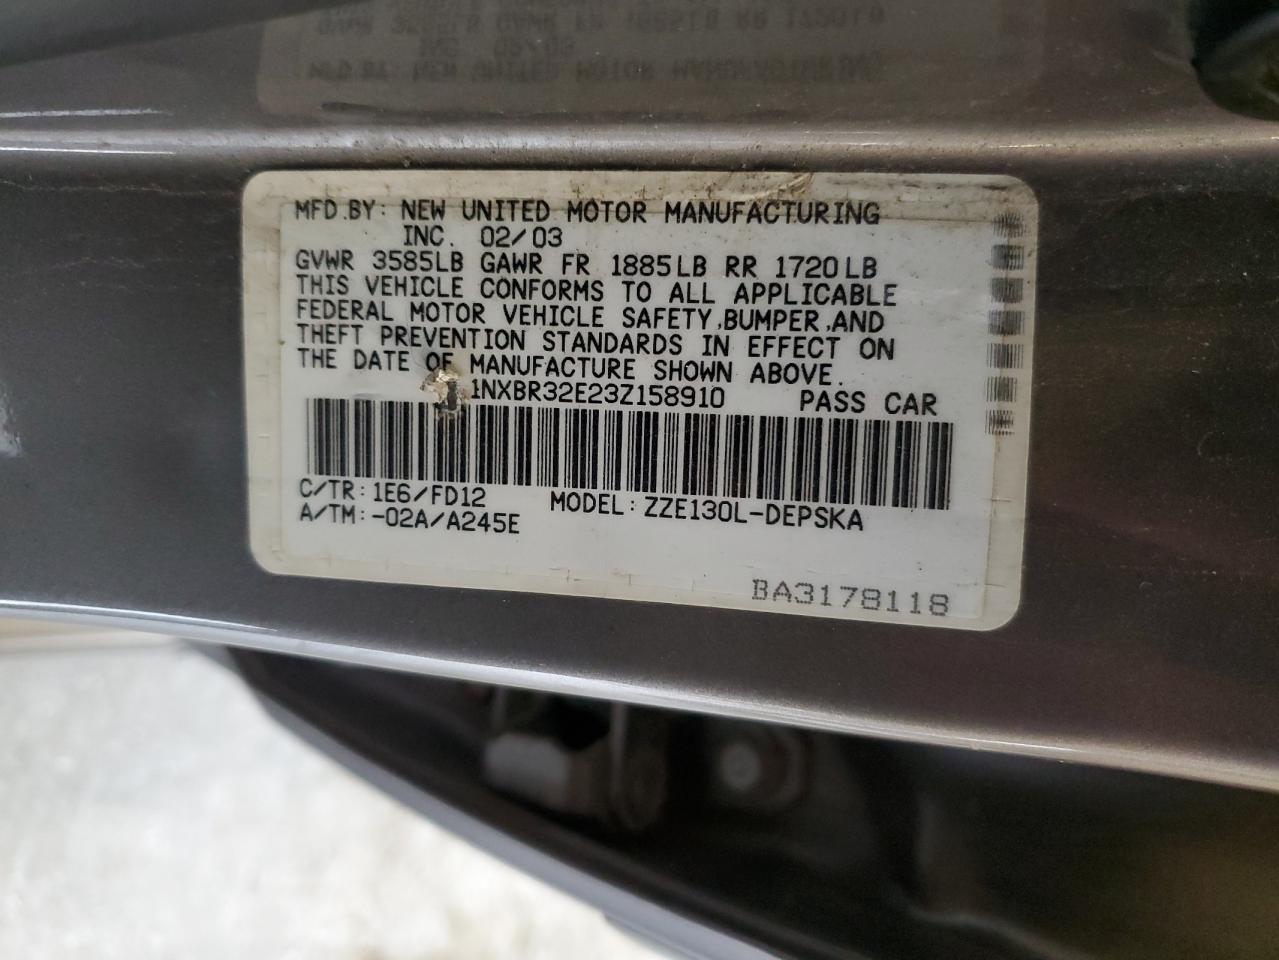 MFD.BY: NEW UNITED MOTOR MANUFACTURING
INC. 02/03
GVWR 3585LB GAWR FR 1885LB RR 1720LB
THIS VEHICLE CONFORMS TO ALL APPLICABLE
FEDERAL MOTOR VEHICLE SAFETY,BUMPER,AND
THEFT PREVENTION STANDARDS IN EFFECT ON
THE DATE OF MANUFACTURE SHOWN ABOVE.
1NXBR32E23Z158910 PASS CAR
C/TR: 1E6/FD12 MODEL: ZZE130L-DEPSKA
A/TM: -02A/A245E
BA3178118